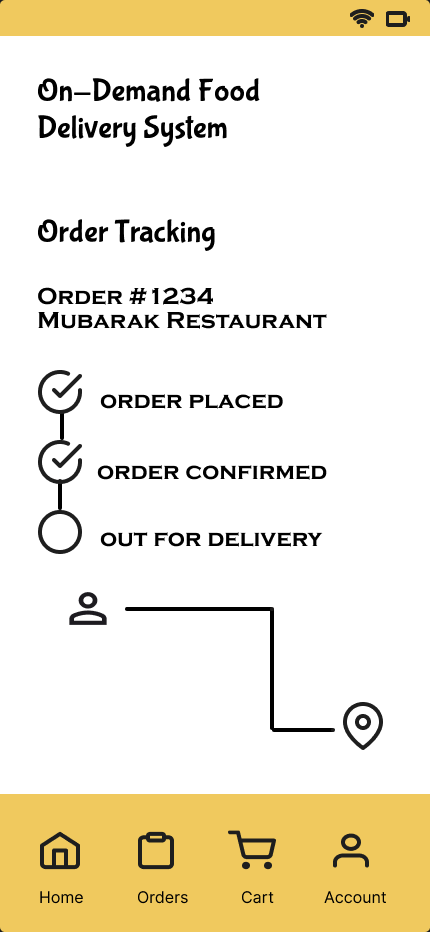 On-Demand Food
Delivery System
Order Tracking
Order #1234
Mubarak Restaurant
ORDER PLACED
ORDER CONFIRMED
OUT FOR DELIVERY
Home Orders Cart Account